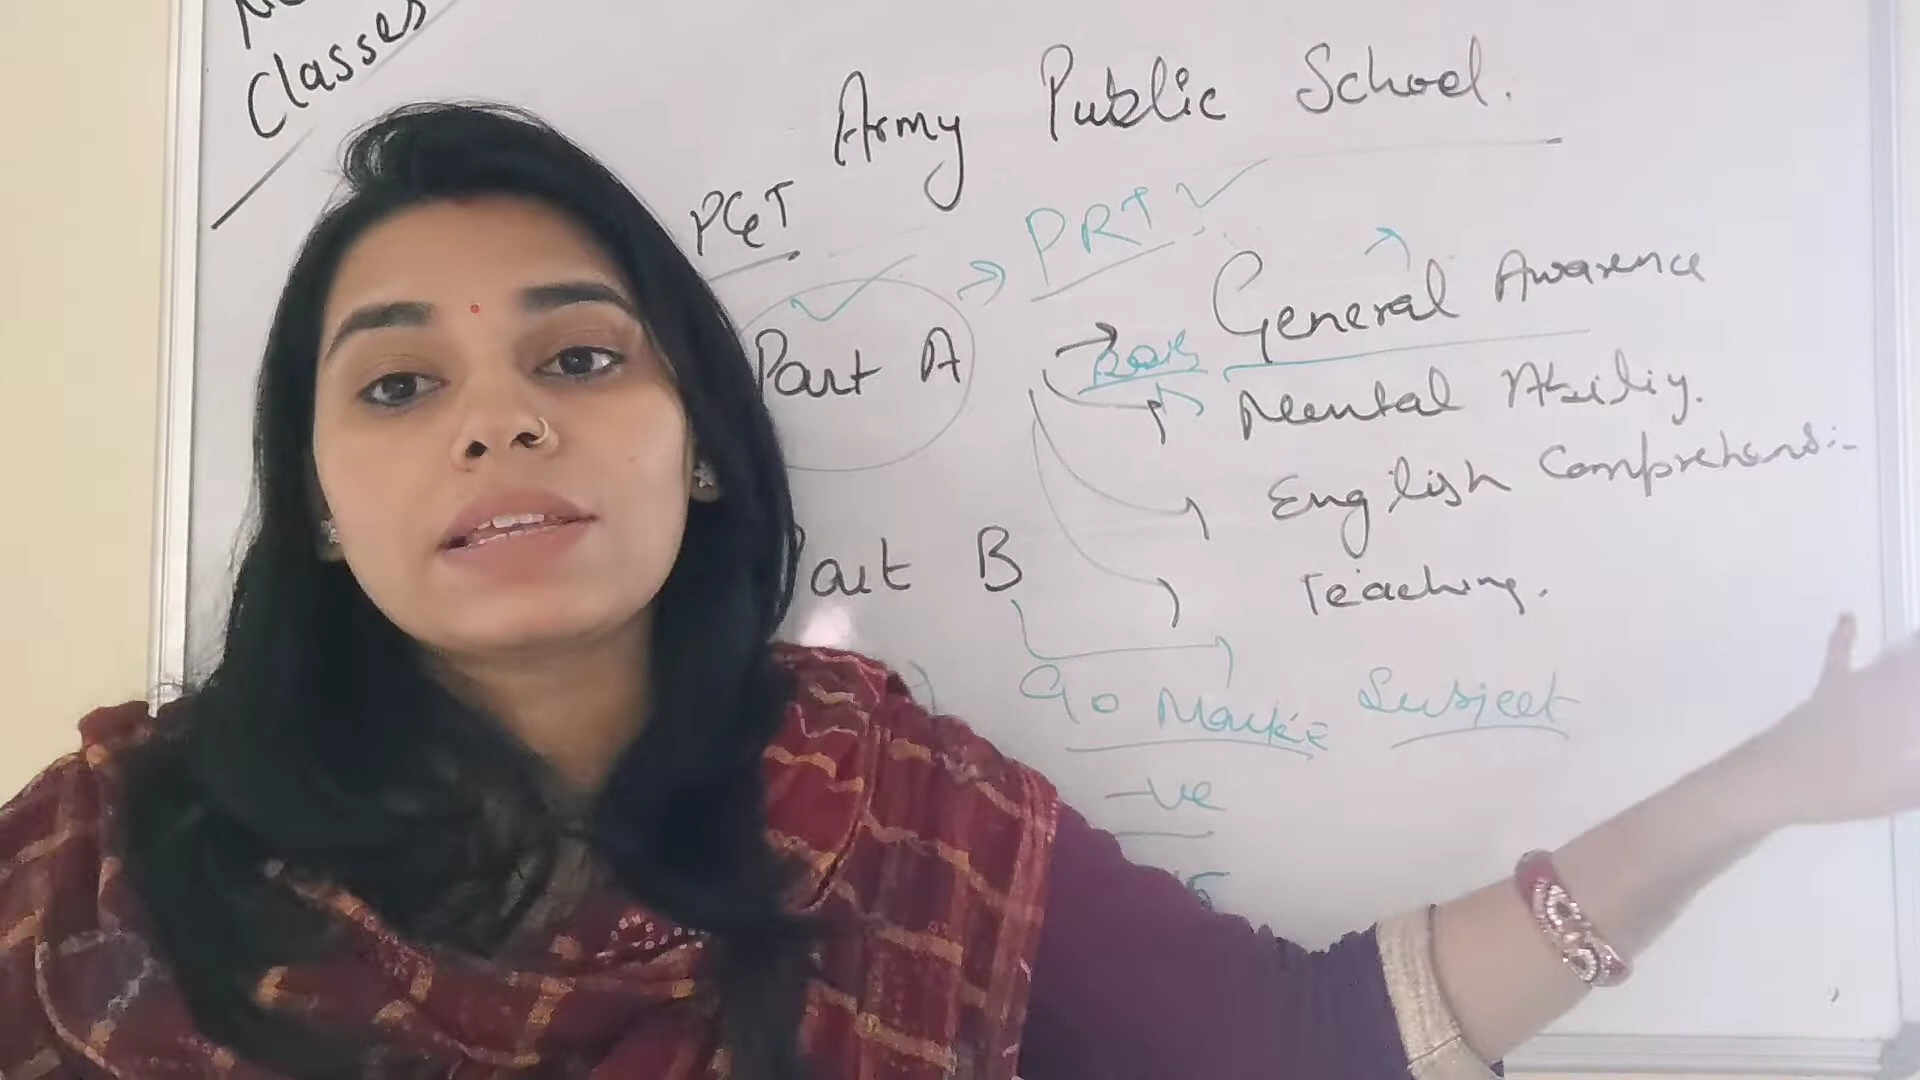 Classes
Army Public School.
PGT
PRT
General Awarence
Part A
Basic
Mental Ability.
English Comprehensi-
Part B
Teaching.
90 Marks Subject
-ve